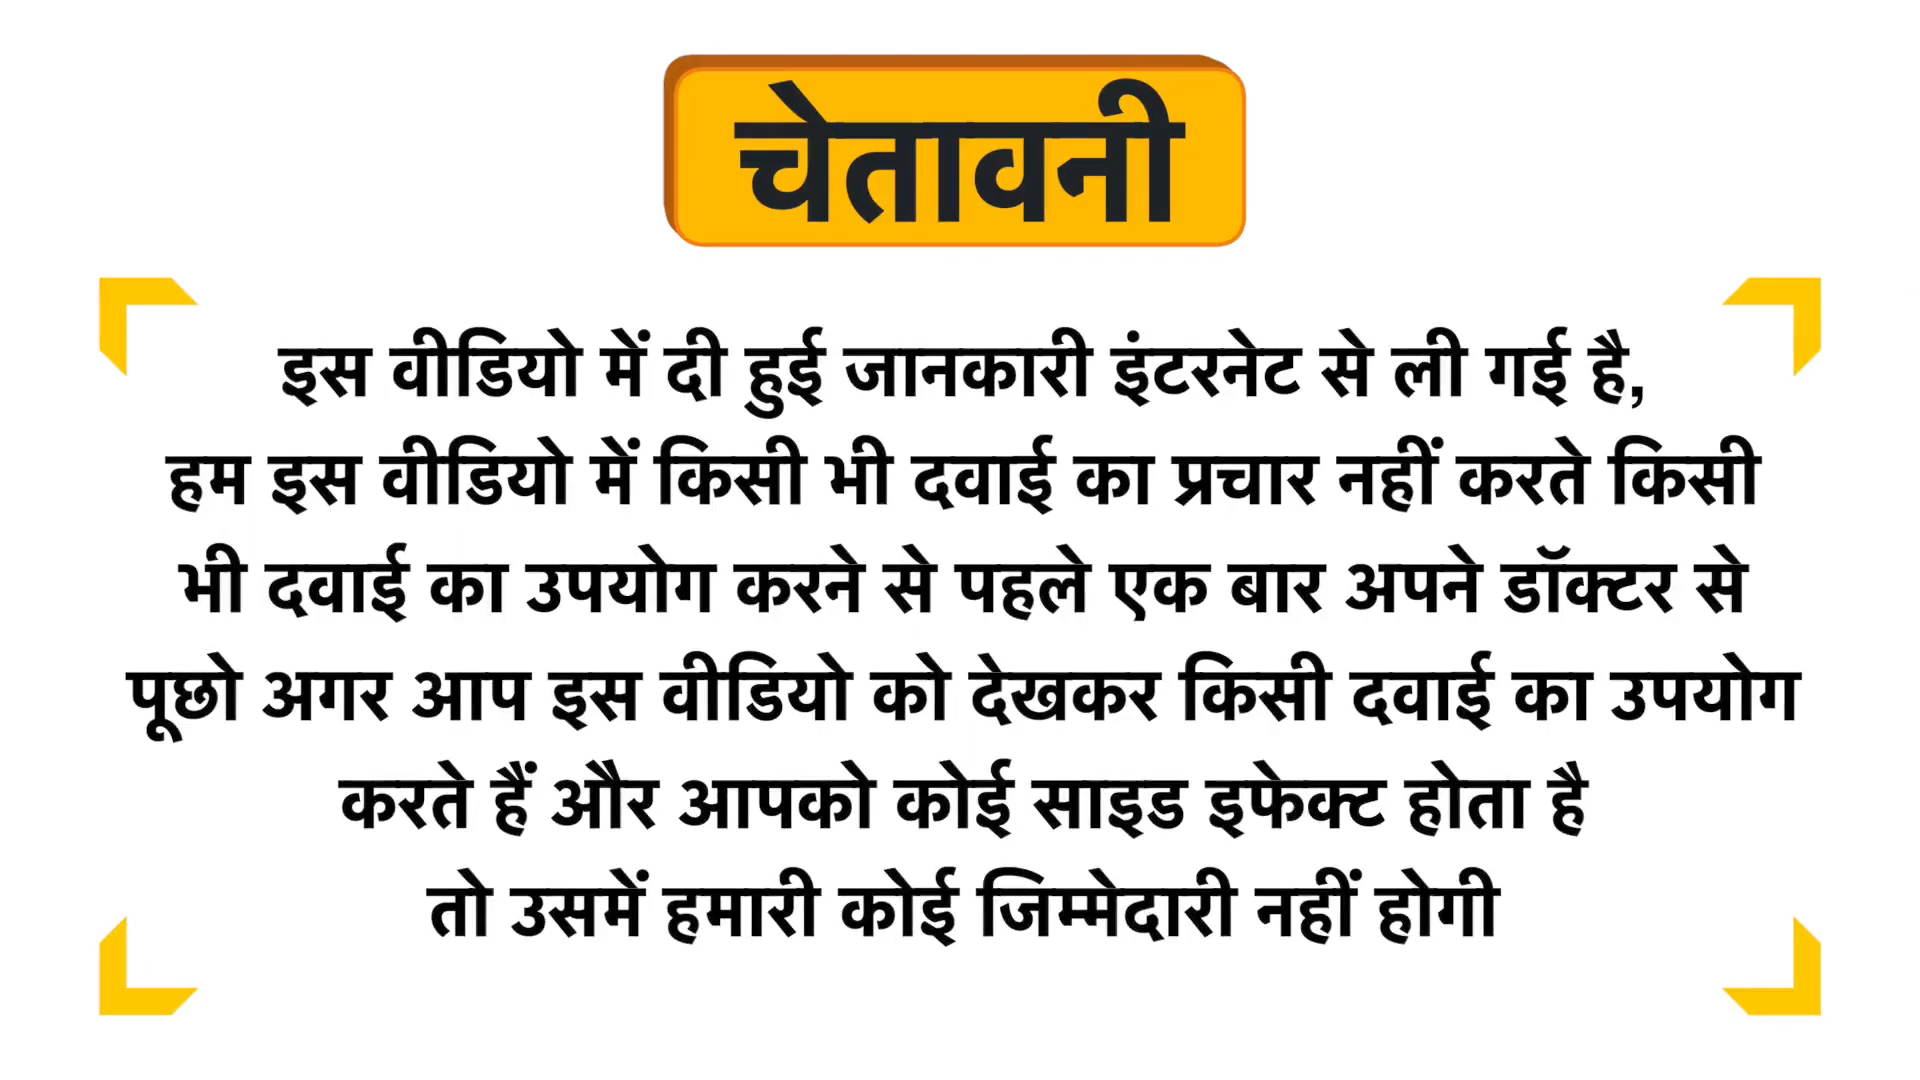 चेतावनी
इस वीडियो में दी हुई जानकारी इंटरनेट से ली गई है,
हम इस वीडियो में किसी भी दवाई का प्रचार नहीं करते किसी
भी दवाई का उपयोग करने से पहले एक बार अपने डॉक्टर से
पूछो अगर आप इस वीडियो को देखकर किसी दवाई का उपयोग
करते हैं और आपको कोई साइड इफेक्ट होता है
तो उसमें हमारी कोई जिम्मेदारी नहीं होगी